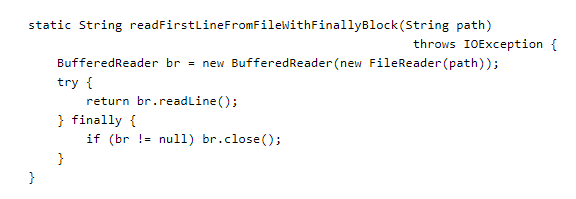 static String readFirstLineFromFileWithFinallyBlock(String path)
                                                     throws IOException {
    BufferedReader br = new BufferedReader(new FileReader(path));
    try {
        return br.readLine();
    } finally {
        if (br != null) br.close();
    }
}